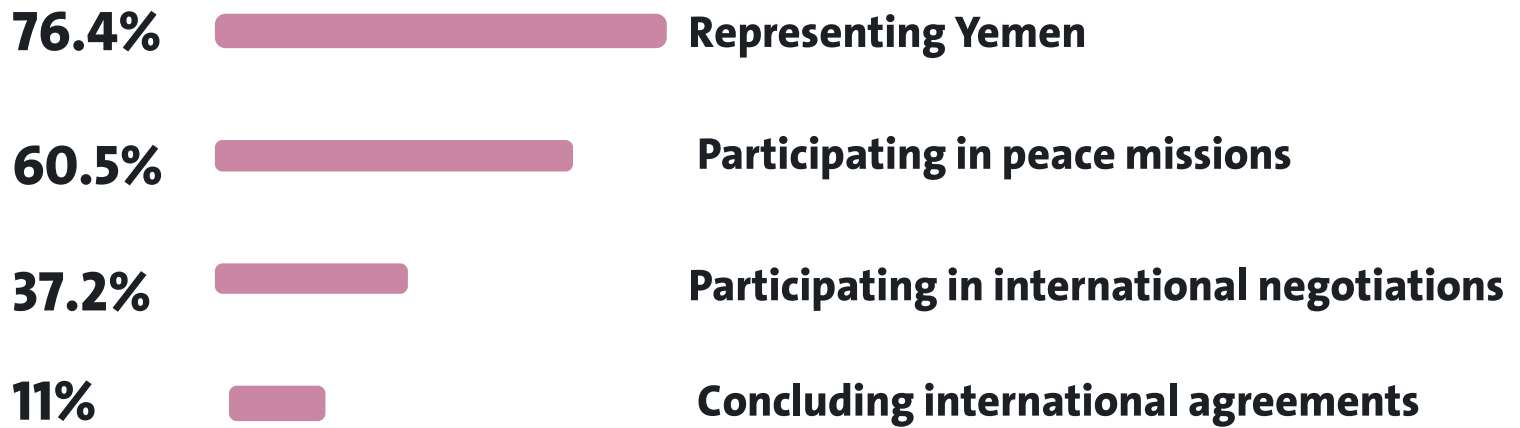 76.4% Representing Yemen
60.5% Participating in peace missions
37.2% Participating in international negotiations
11% Concluding international agreements